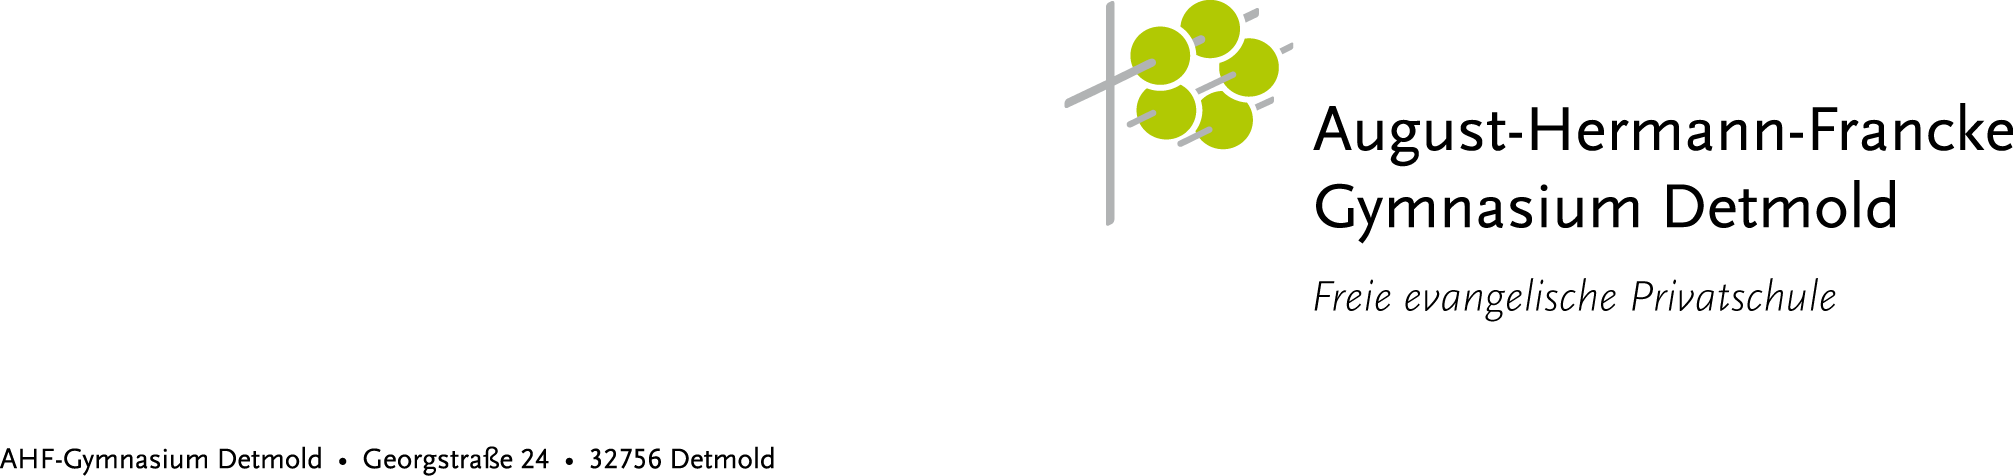 August-Hermann-Francke
Gymnasium Detmold
Freie evangelische Privatschule
AHF-Gymnasium Detmold • Georgstraße 24 • 32756 Detmold